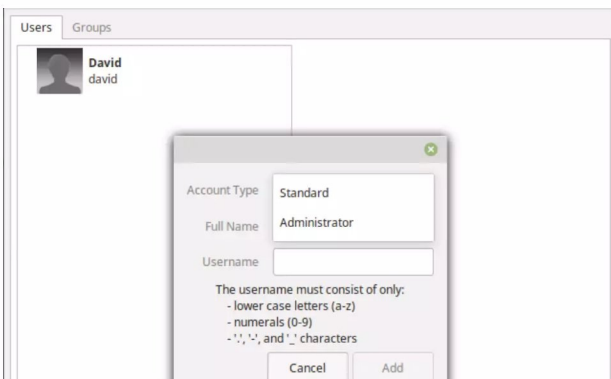 Users Groups
David
david
Account Type Standard
Full Name Administrator
Username
The username must consist of only:
- lower case letters (a-z)
- numerals (0-9)
- '.', '-', and '_' characters
Cancel Add